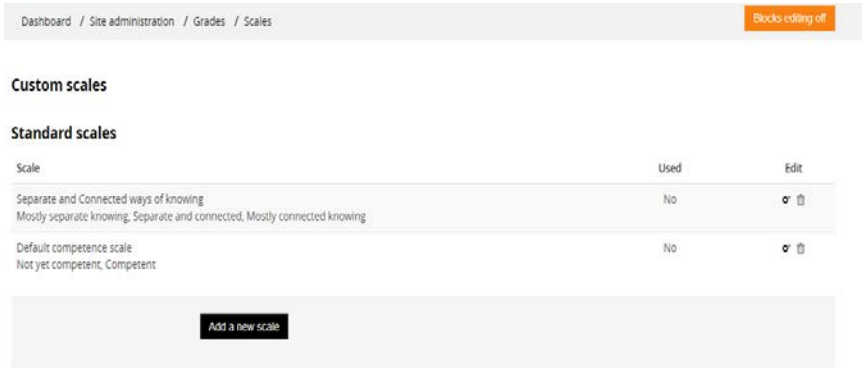 Dashboard / Site administration / Grades / Scales
Blocks editing off
Custom scales
Standard scales
Scale Used Edit
Separate and Connected ways of knowing No
Mostly separate knowing, Separate and connected, Mostly connected knowing
Default competence scale No
Not yet competent, Competent
Add a new scale